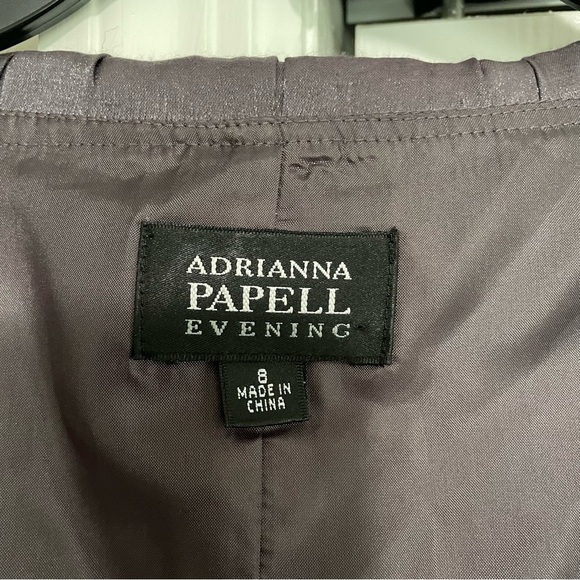 ADRIANNA
PAPELL
EVENING
8
MADE IN
CHINA